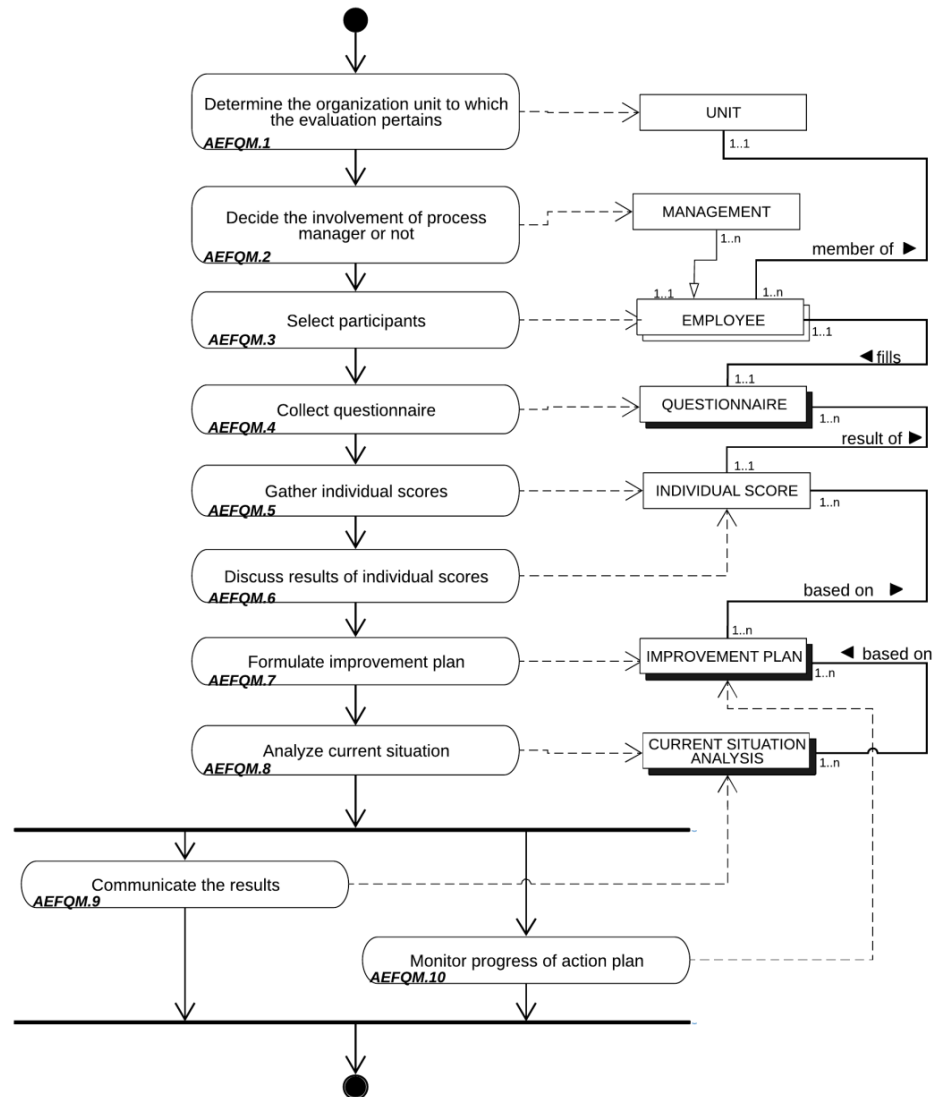 Determine the organization unit to which
the evaluation pertains
AEFQM.1
UNIT
1..1
Decide the involvement of process
manager or not
AEFQM.2
MANAGEMENT
1..n
member of ►
1..1
1..n
Select participants
AEFQM.3
EMPLOYEE
1..1
◄ fills
1..1
Collect questionnaire
AEFQM.4
QUESTIONNAIRE
1..n
result of ►
1..1
Gather individual scores
AEFQM.5
INDIVIDUAL SCORE
1..n
Discuss results of individual scores
AEFQM.6
based on ►
1..n
Formulate improvement plan
AEFQM.7
IMPROVEMENT PLAN
◄ based on
1..n
Analyze current situation
AEFQM.8
CURRENT SITUATION
ANALYSIS
1..n
Communicate the results
AEFQM.9
Monitor progress of action plan
AEFQM.10